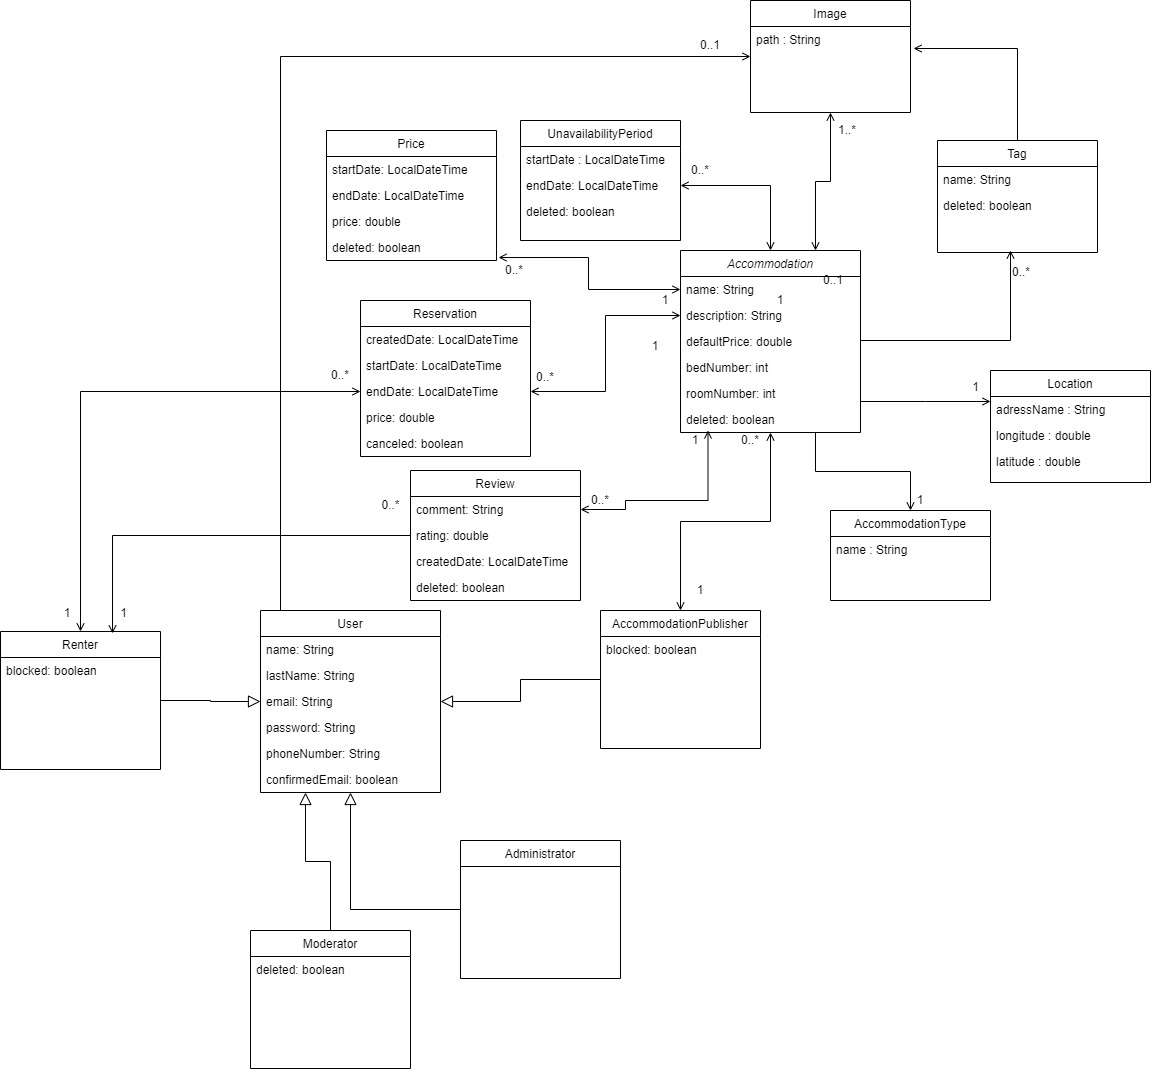 Image
path : String
0..1
1..*
Price
startDate: LocalDateTime
endDate: LocalDateTime
price: double
deleted: boolean
0..*
UnavailabilityPeriod
startDate : LocalDateTime
endDate: LocalDateTime
deleted: boolean
0..*
Tag
name: String
deleted: boolean
0..*
Accommodation
name: String
description: String
defaultPrice: double
bedNumber: int
roomNumber: int
deleted: boolean
0..1
1
1
1
1
0..*
Reservation
createdDate: LocalDateTime
startDate: LocalDateTime
endDate: LocalDateTime
price: double
canceled: boolean
0..*
0..*
Location
adressName : String
longitude : double
latitude : double
1
Review
comment: String
rating: double
createdDate: LocalDateTime
deleted: boolean
0..*
0..*
AccommodationType
name : String
1
Renter
blocked: boolean
1
1
User
name: String
lastName: String
email: String
password: String
phoneNumber: String
confirmedEmail: boolean
AccommodationPublisher
blocked: boolean
1
Administrator
Moderator
deleted: boolean